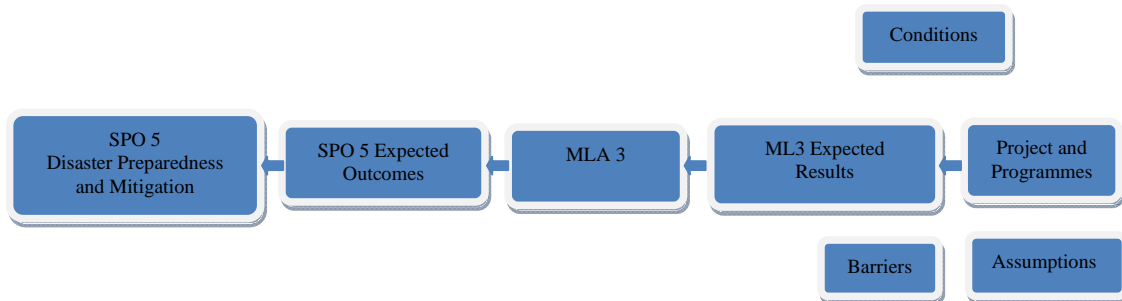 Conditions
SPO 5
Disaster Preparedness
and Mitigation
SPO 5 Expected
Outcomes
MLA 3
ML3 Expected
Results
Project and
Programmes
Barriers
Assumptions